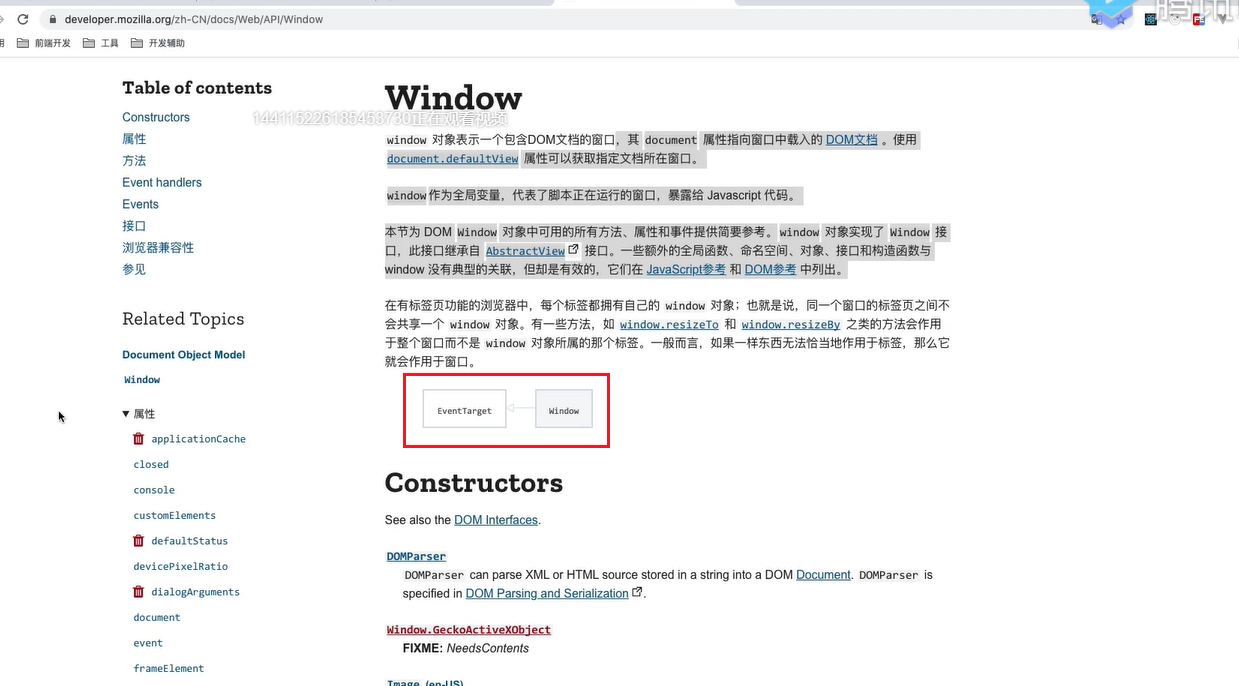 developer.mozilla.org/zh-CN/docs/Web/API/Window
前端开发
工具
开发辅助
Table of contents
Constructors
属性
方法
Event handlers
Events
接口
浏览器兼容性
参见
Related Topics
Document Object Model
Window
▼ 属性
applicationCache
closed
console
customElements
defaultStatus
devicePixelRatio
dialogArguments
document
event
frameElement
Window
144115226185453730正在观看视频
window 对象表示一个包含DOM文档的窗口，其 document 属性指向窗口中载入的 DOM文档 。使用
document.defaultView 属性可以获取指定文档所在窗口。
window作为全局变量，代表了脚本正在运行的窗口，暴露给 Javascript 代码。
本节为 DOM Window 对象中可用的所有方法、属性和事件提供简要参考。window 对象实现了 Window 接
口，此接口继承自 AbstractView 接口。一些额外的全局函数、命名空间、对象、接口和构造函数与
window 没有典型的关联，但却是有效的，它们在 JavaScript参考 和 DOM参考 中列出。
在有标签页功能的浏览器中，每个标签都拥有自己的 window 对象；也就是说，同一个窗口的标签页之间不
会共享一个 window 对象。有一些方法，如 window.resizeTo 和 window.resizeBy 之类的方法会作用
于整个窗口而不是 window 对象所属的那个标签。一般而言，如果一样东西无法恰当地作用于标签，那么它
就会作用于窗口。
EventTarget
Window
Constructors
See also the DOM Interfaces.
DOMParser
DOMParser can parse XML or HTML source stored in a string into a DOM Document. DOMParser is
specified in DOM Parsing and Serialization.
Window.GeckoActiveXObject
FIXME: NeedsContents
Image (en-US)